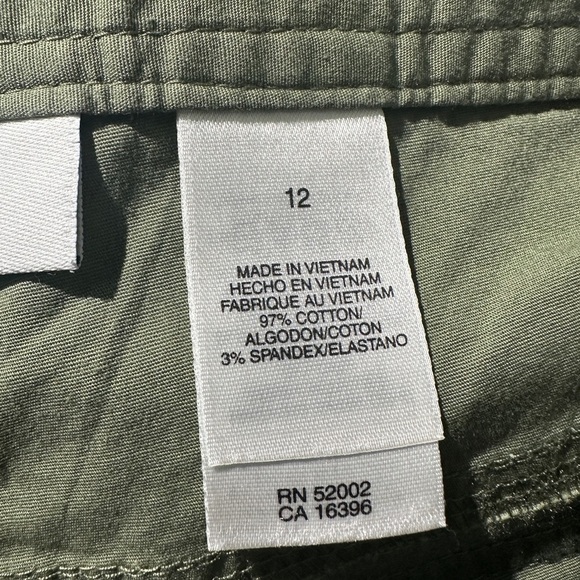 12
MADE IN VIETNAM
HECHO EN VIETNAM
FABRIQUE AU VIETNAM
97% COTTON/
ALGODON/COTON
3% SPANDEX/ELASTANO
RN 52002
CA 16396